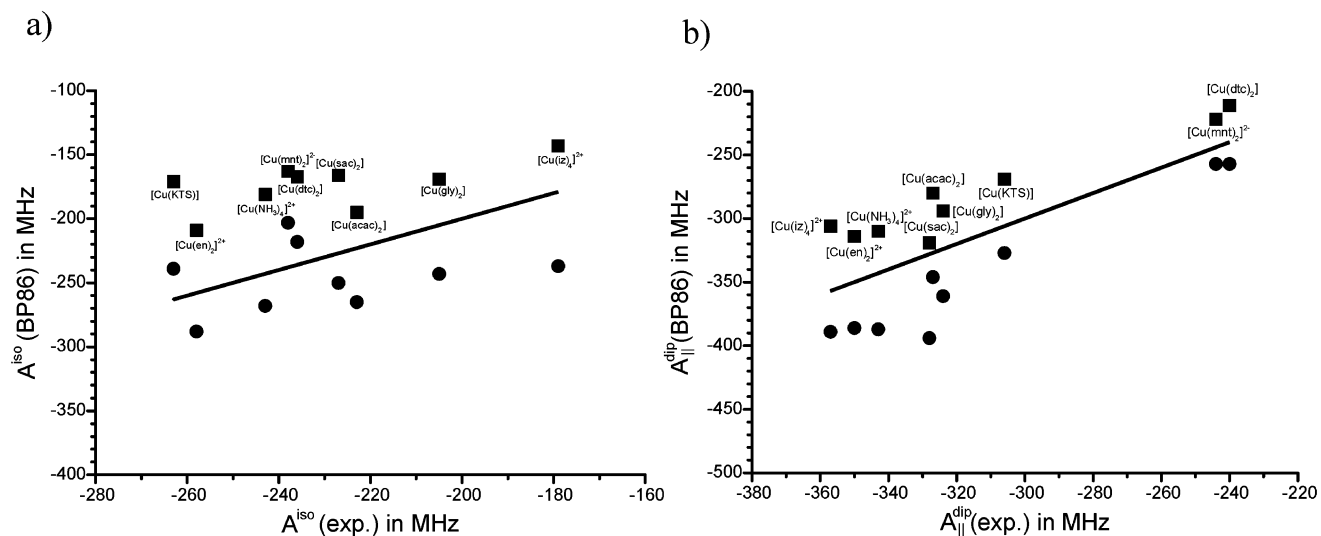 a)
-100
-150
-200
-250
-300
-350
-400
A^iso (BP86) in MHz
[Cu(KTS)]
[Cu(en)₂]²⁺
[Cu(NH₃)₄]²⁺
[Cu(mnt)₂]²⁻
[Cu(dtc)₂]
[Cu(sac)₂]
[Cu(acac)₂]
[Cu(gly)₂]
[Cu(iz)₄]²⁺
-280
-260
-240
-220
-200
-180
-160
A^iso (exp.) in MHz
b)
-200
-250
-300
-350
-400
-450
-500
A||^dip (BP86) in MHz
[Cu(dtc)₂]
[Cu(mnt)₂]²⁻
[Cu(acac)₂]
[Cu(KTS)]
[Cu(gly)₂]
[Cu(iz)₄]²⁺
[Cu(NH₃)₄]²⁺
[Cu(sac)₂]
[Cu(en)₂]²⁺
-380
-360
-340
-320
-300
-280
-260
-240
-220
A||^dip (exp.) in MHz